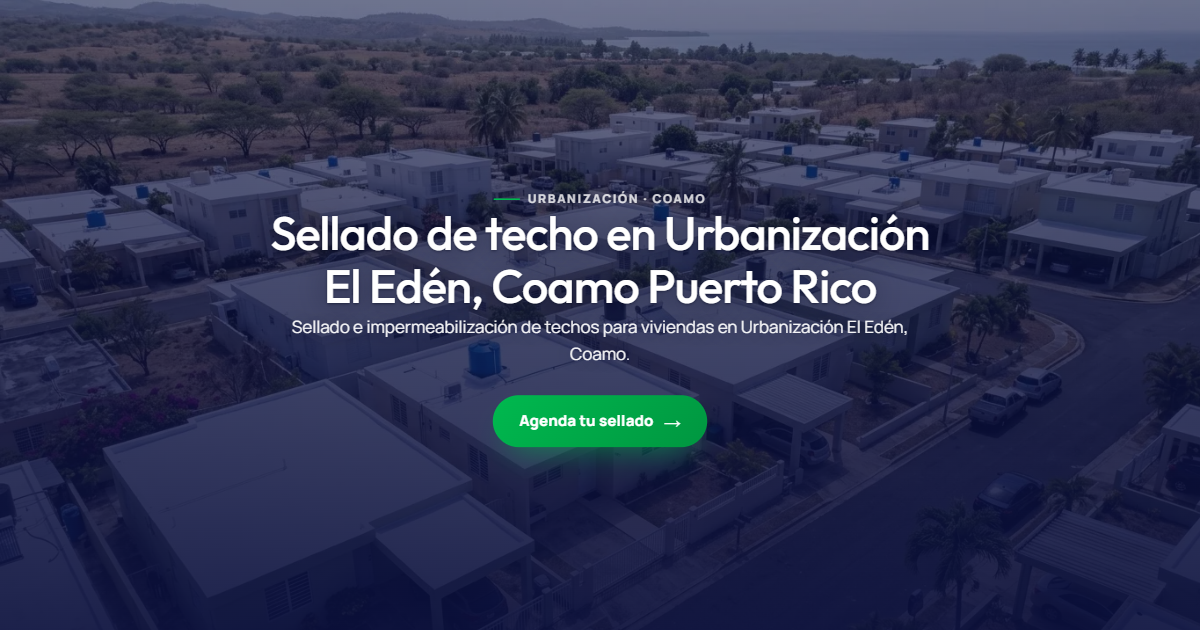 URBANIZACIÓN · COAMO
Sellado de techo en Urbanización
El Edén, Coamo Puerto Rico
Sellado e impermeabilización de techos para viviendas en Urbanización El Edén,
Coamo.
Agenda tu sellado →